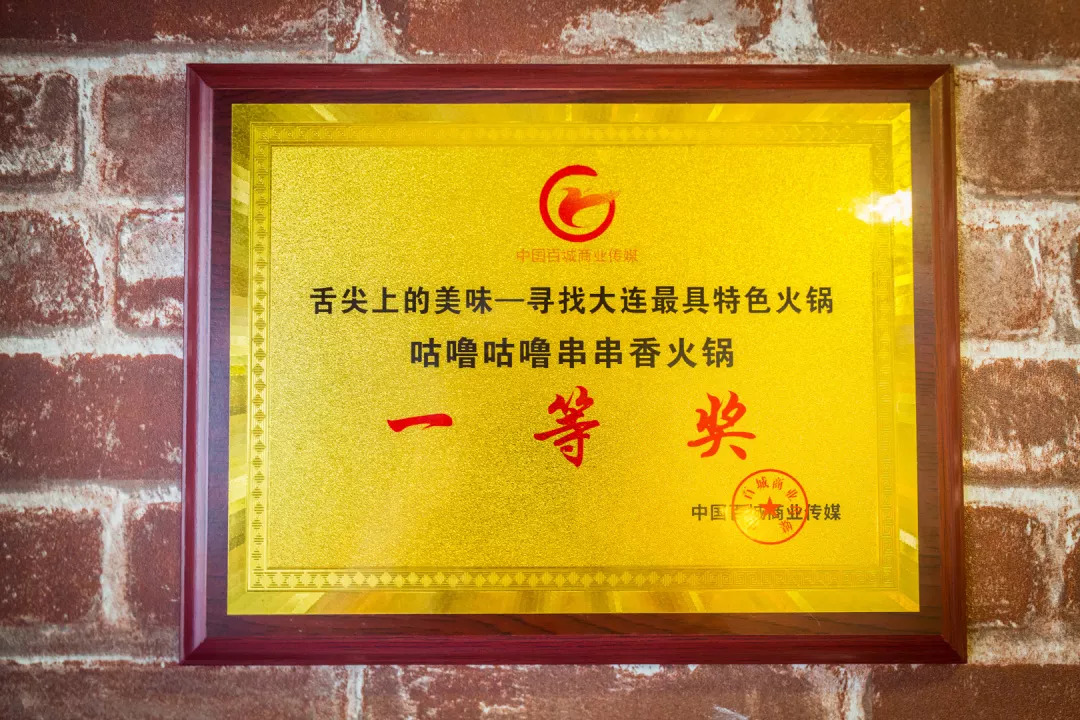 中国百城商业传媒
舌尖上的美味—寻找大连最具特色火锅
咕噜咕噜串串香火锅
一等奖
中国百城商业传媒